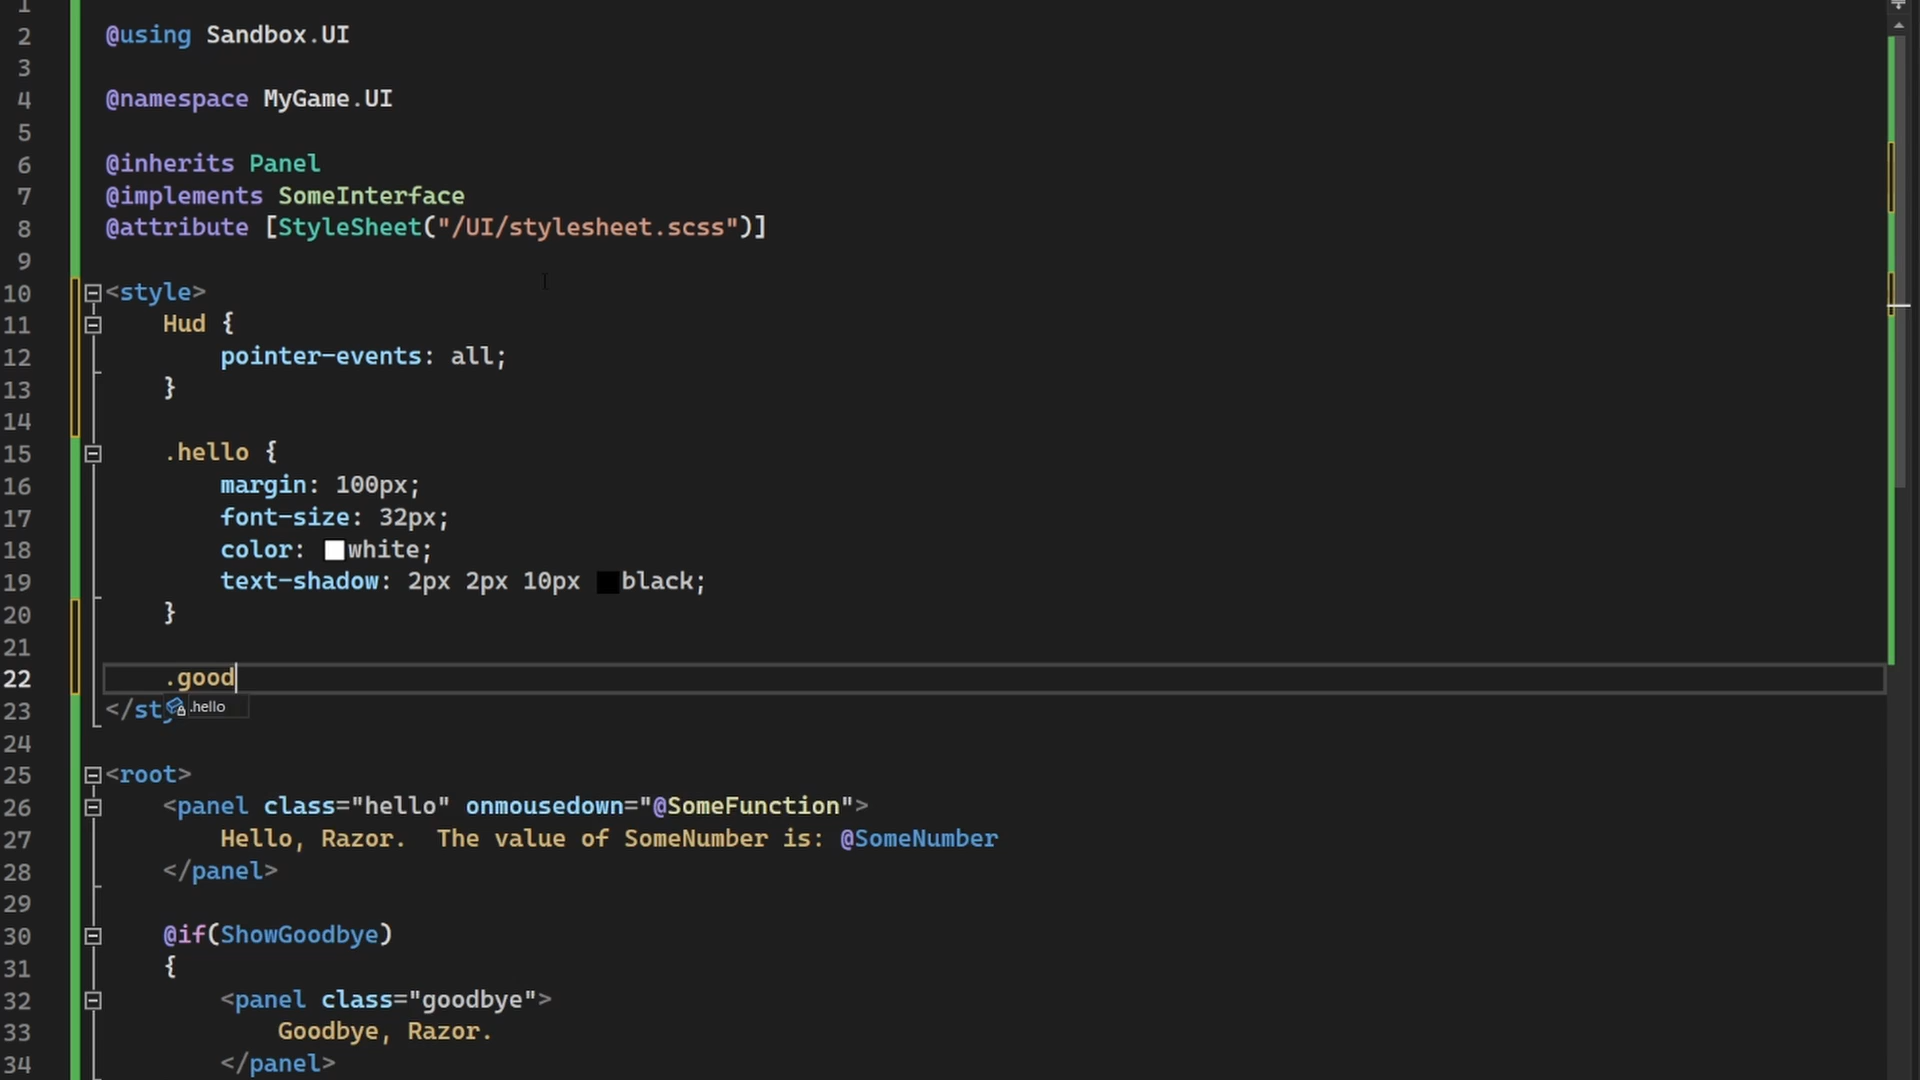 1
2 @using Sandbox.UI
3
4 @namespace MyGame.UI
5
6 @inherits Panel
7 @implements SomeInterface
8 @attribute [StyleSheet("/UI/stylesheet.scss")]
9
10 <style>
11     Hud {
12         pointer-events: all;
13     }
14
15     .hello {
16         margin: 100px;
17         font-size: 32px;
18         color: white;
19         text-shadow: 2px 2px 10px black;
20     }
21
22     .good
23 </sty .hello
24
25 <root>
26     <panel class="hello" onmousedown="@SomeFunction">
27         Hello, Razor.  The value of SomeNumber is: @SomeNumber
28     </panel>
29
30     @if(ShowGoodbye)
31     {
32         <panel class="goodbye">
33             Goodbye, Razor.
34         </panel>